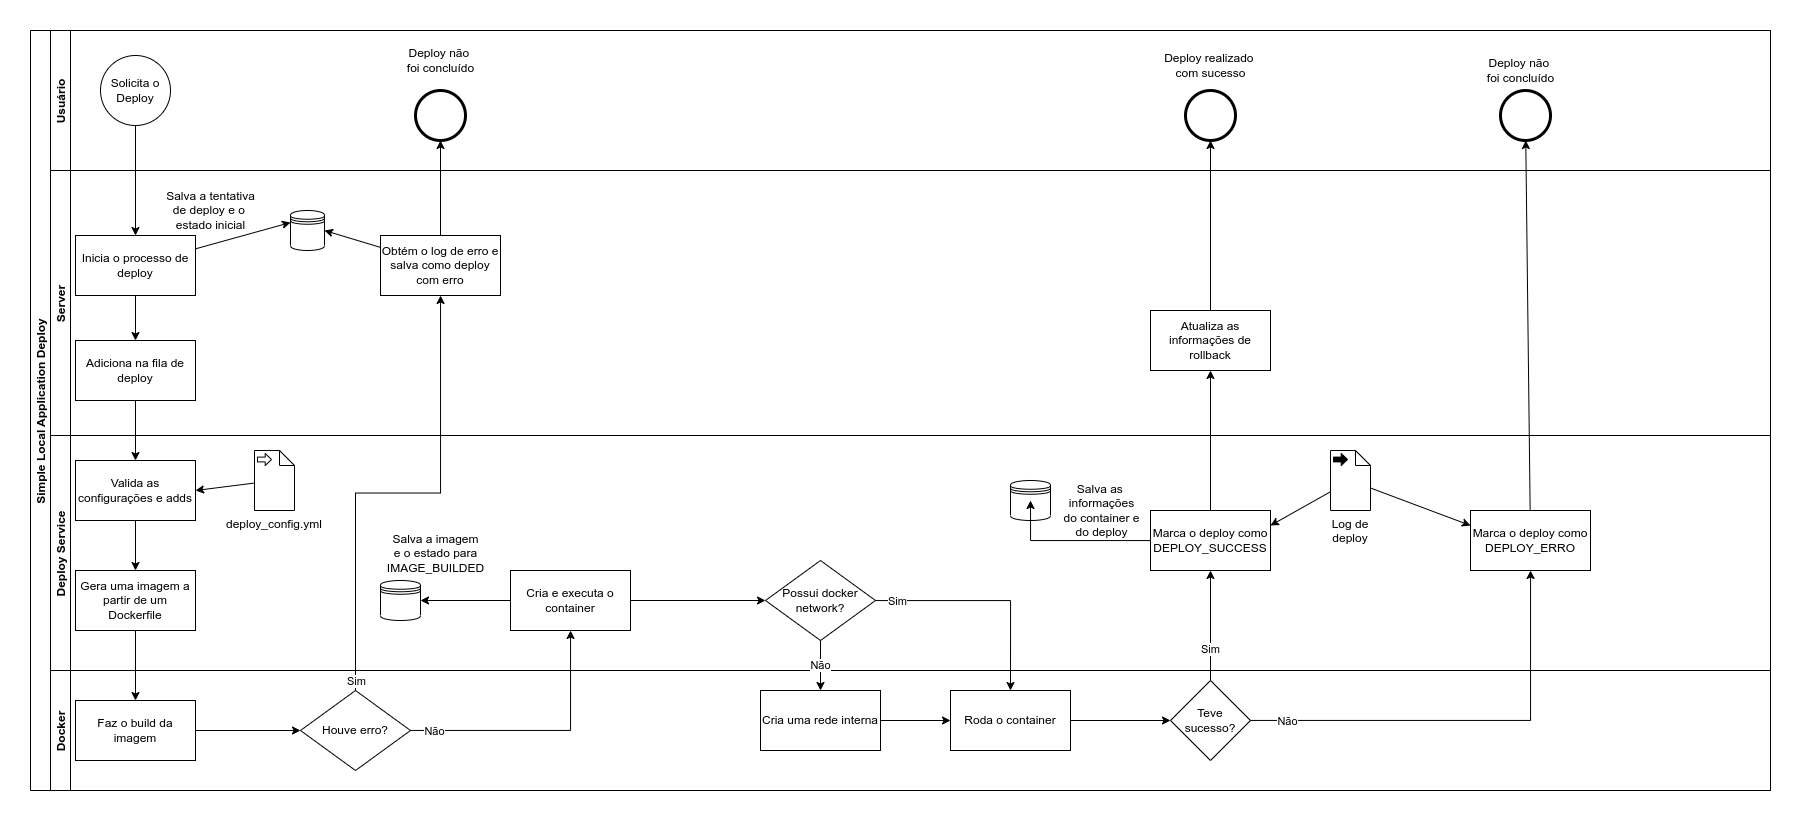 Simple Local Application Deploy
Usuário
Solicita o
Deploy
Deploy não
foi concluído
Deploy realizado
com sucesso
Deploy não
foi concluído
Server
Salva a tentativa
de deploy e o
estado inicial
Inicia o processo de
deploy
Obtém o log de erro e
salva como deploy
com erro
Adiciona na fila de
deploy
Atualiza as
informações de
rollback
Deploy Service
Valida as
configurações e adds
deploy_config.yml
Gera uma imagem a
partir de um
Dockerfile
Salva a imagem
e o estado para
IMAGE_BUILDED
Cria e executa o
container
Possui docker
network?
Sim
Não
Salva as
informações
do container e
do deploy
Marca o deploy como
DEPLOY_SUCCESS
Log de
deploy
Marca o deploy como
DEPLOY_ERRO
Sim
Docker
Faz o build da
imagem
Sim
Houve erro?
Não
Cria uma rede interna
Roda o container
Teve
sucesso?
Não